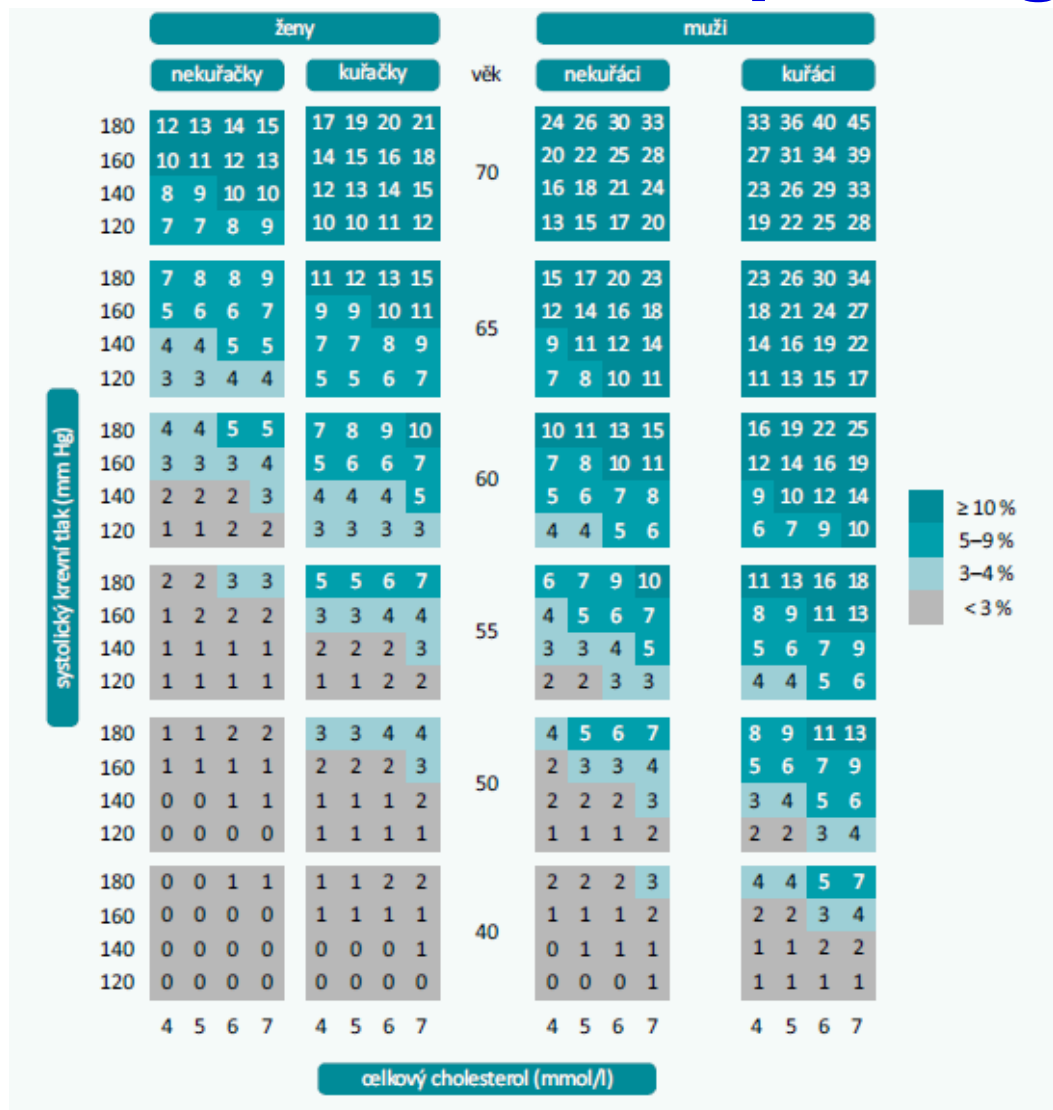 ženy muži
nekuřačky kuřačky věk nekuřáci kuřáci
180 12 13 14 15 17 19 20 21 24 26 30 33 33 36 40 45
160 10 11 12 13 14 15 16 18 20 22 25 28 27 31 34 39
70
140 8 9 10 10 12 13 14 15 16 18 21 24 23 26 29 33
120 7 7 8 9 10 10 11 12 13 15 17 20 19 22 25 28
180 7 8 8 9 11 12 13 15 15 17 20 23 23 26 30 34
160 5 6 6 7 9 9 10 11 12 14 16 18 18 21 24 27
65
140 4 4 5 5 7 7 8 9 9 11 12 14 14 16 19 22
120 3 3 4 4 5 5 6 7 7 8 10 11 11 13 15 17
systolický krevní tlak (mm Hg)
180 4 4 5 5 7 8 9 10 10 11 13 15 16 19 22 25
160 3 3 3 4 5 6 6 7 7 8 10 11 12 14 16 19
60
140 2 2 2 3 4 4 4 5 5 6 7 8 9 10 12 14
120 1 1 2 2 3 3 3 3 4 4 5 6 6 7 9 10
≥ 10 %
5–9 %
3–4 %
< 3 %
180 2 2 3 3 5 5 6 7 6 7 9 10 11 13 16 18
160 1 2 2 2 3 3 4 4 4 5 6 7 8 9 11 13
55
140 1 1 1 1 2 2 2 3 3 3 4 5 5 6 7 9
120 1 1 1 1 1 1 2 2 2 2 3 3 4 4 5 6
180 1 1 2 2 3 3 4 4 4 5 6 7 8 9 11 13
160 1 1 1 1 2 2 2 3 2 3 3 4 5 6 7 9
50
140 0 0 1 1 1 1 1 2 2 2 2 3 3 4 5 6
120 0 0 0 0 1 1 1 1 1 1 1 2 2 2 3 4
180 0 0 1 1 1 1 2 2 2 2 2 3 4 4 5 7
160 0 0 0 0 1 1 1 1 1 1 1 2 2 2 3 4
40
140 0 0 0 0 0 0 0 1 0 1 1 1 1 1 2 2
120 0 0 0 0 0 0 0 0 0 0 0 1 1 1 1 1
4 5 6 7 4 5 6 7 4 5 6 7 4 5 6 7
celkový cholesterol (mmol/l)